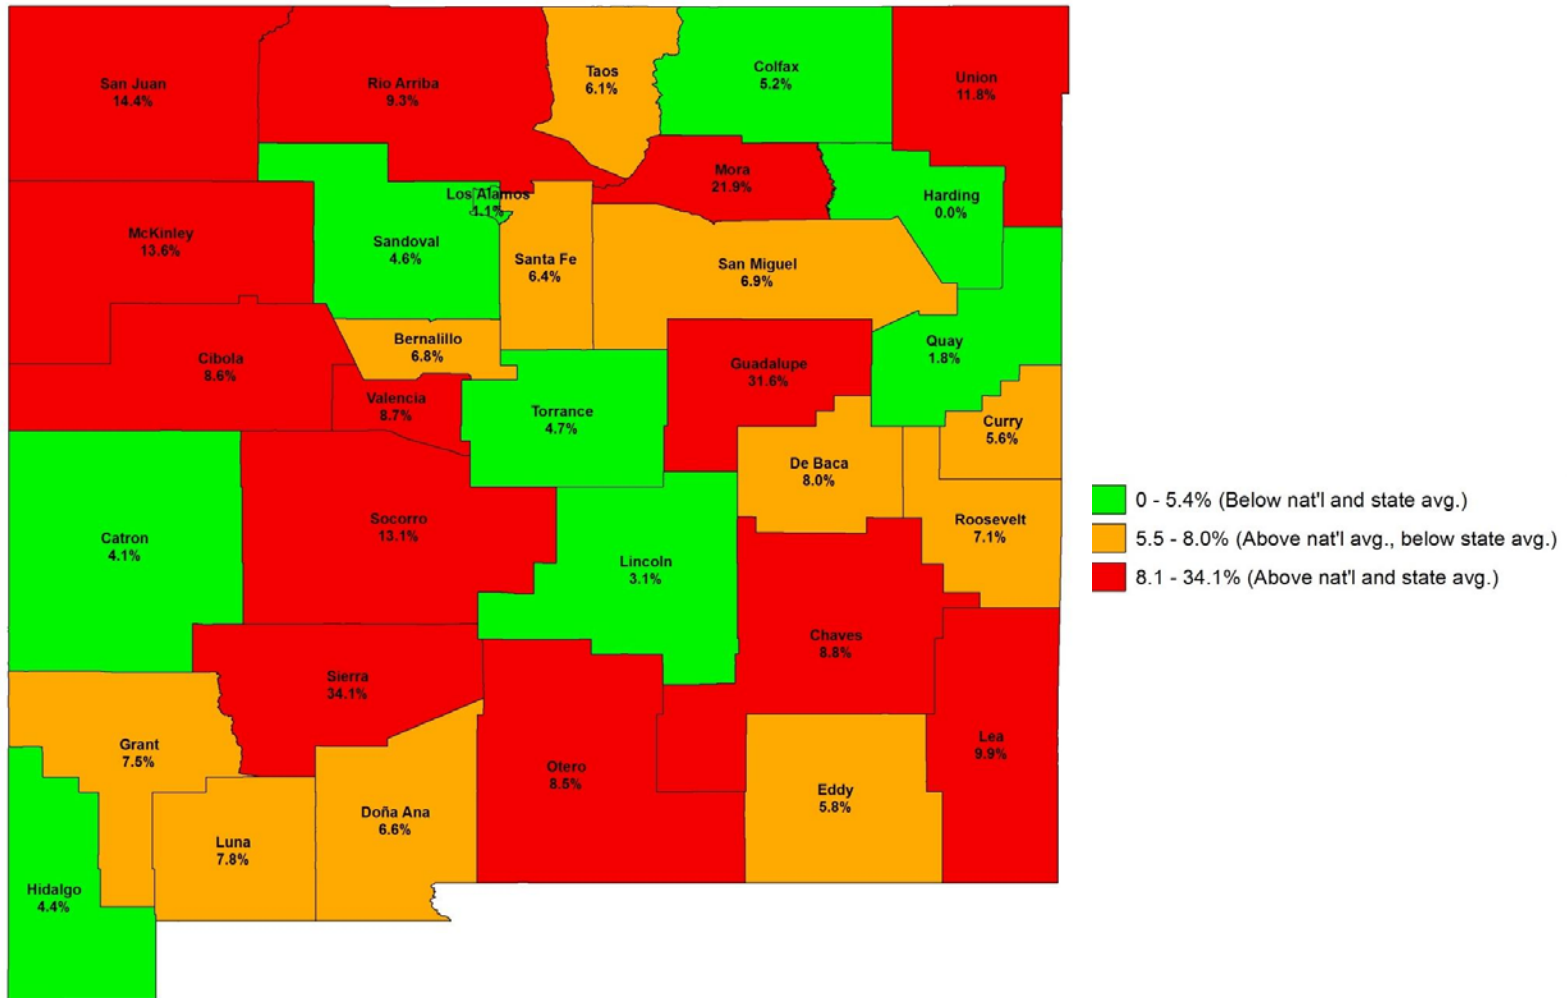 San Juan
14.4%
Rio Arriba
9.3%
Taos
6.1%
Colfax
5.2%
Union
11.8%
Mora
21.9%
Harding
0.0%
Los Alamos
1.1%
McKinley
13.6%
Sandoval
4.6%
Santa Fe
6.4%
San Miguel
6.9%
Bernalillo
6.8%
Quay
1.8%
Cibola
8.6%
Guadalupe
31.6%
Valencia
8.7%
Torrance
4.7%
Curry
5.6%
De Baca
8.0%
Roosevelt
7.1%
Catron
4.1%
Socorro
13.1%
Lincoln
3.1%
Chaves
8.8%
Sierra
34.1%
Grant
7.5%
Lea
9.9%
Otero
8.5%
Eddy
5.8%
Doña Ana
6.6%
Luna
7.8%
Hidalgo
4.4%
0 - 5.4% (Below nat'l and state avg.)
5.5 - 8.0% (Above nat'l avg., below state avg.)
8.1 - 34.1% (Above nat'l and state avg.)